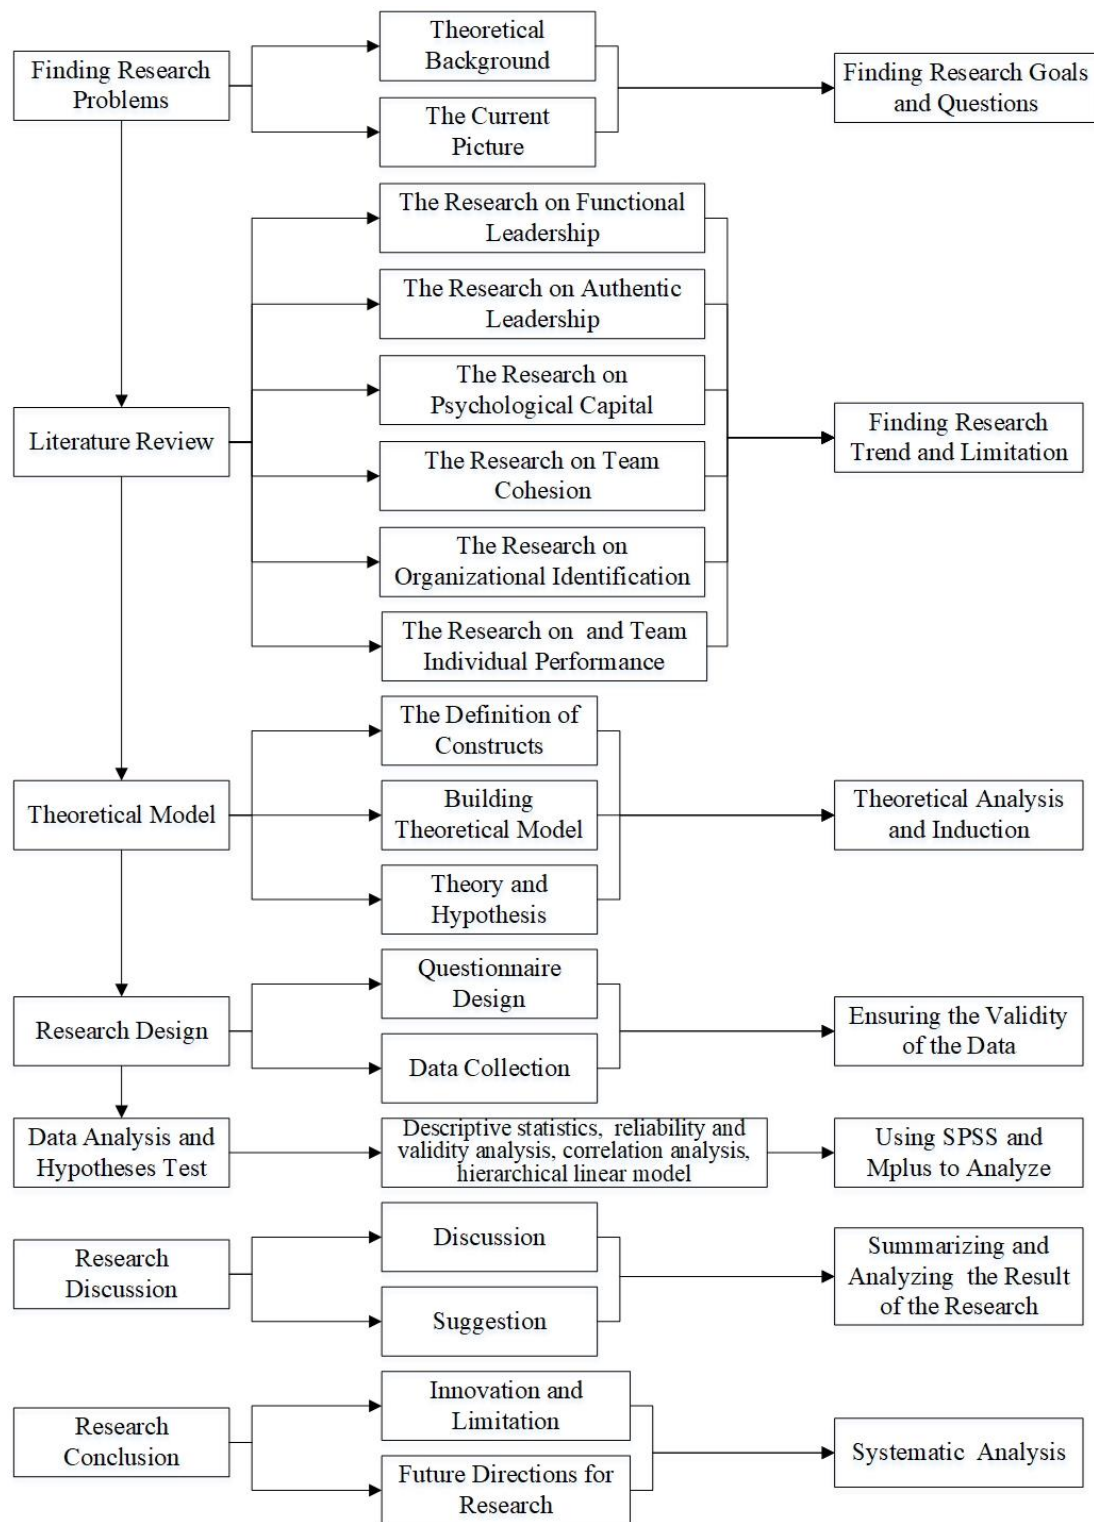 Finding Research
Problems
Theoretical
Background
The Current
Picture
Finding Research Goals
and Questions
Literature Review
The Research on Functional
Leadership
The Research on Authentic
Leadership
The Research on
Psychological Capital
The Research on Team
Cohesion
The Research on
Organizational Identification
The Research on  and Team
Individual Performance
Finding Research
Trend and Limitation
Theoretical Model
The Definition of
Constructs
Building
Theoretical Model
Theory and
Hypothesis
Theoretical Analysis
and Induction
Research Design
Questionnaire
Design
Data Collection
Ensuring the Validity
of the Data
Data Analysis and
Hypotheses Test
Descriptive statistics,  reliability and
validity analysis, correlation analysis,
hierarchical linear model
Using SPSS and
Mplus to Analyze
Research
Discussion
Discussion
Suggestion
Summarizing and
Analyzing  the Result
of the Research
Research
Conclusion
Innovation and
Limitation
Future Directions for
Research
Systematic  Analysis